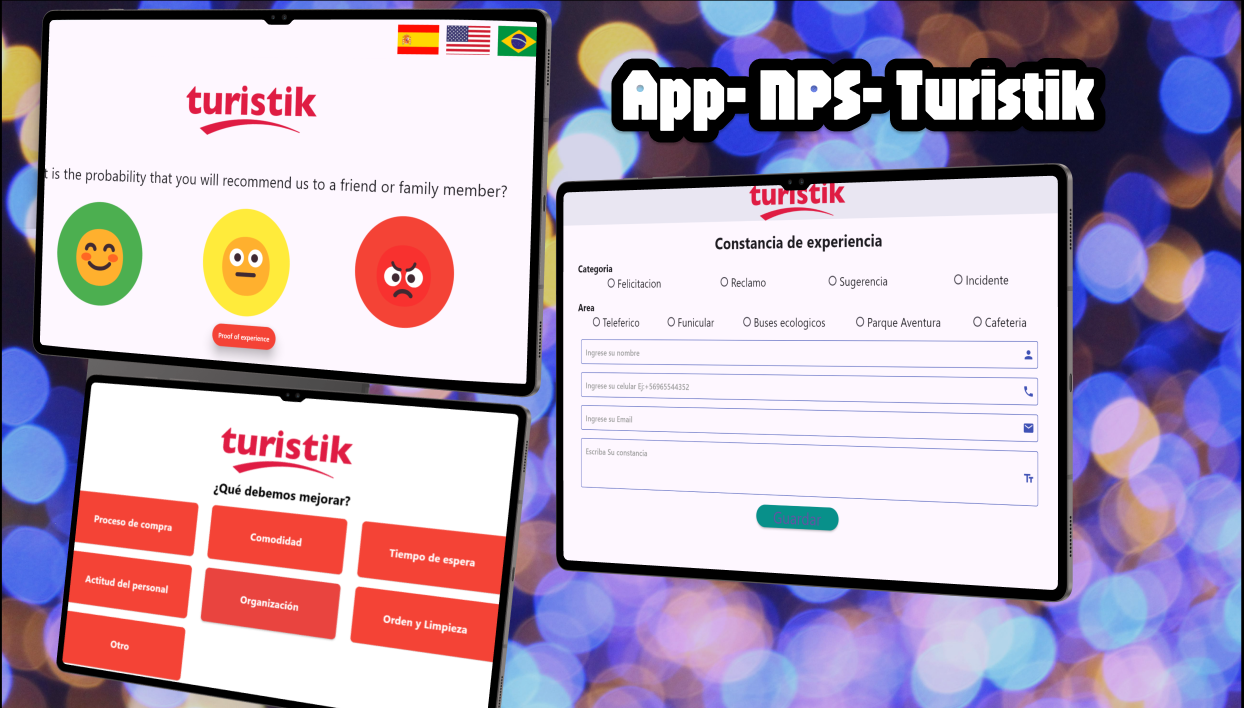 App- NPS- Turistik
turistik
t is the probability that you will recommend us to a friend or family member?
Proof of experience
turistik
¿Qué debemos mejorar?
Proceso de compra
Comodidad
Tiempo de espera
Actitud del personal
Organización
Orden y Limpieza
Otro
turistik
Constancia de experiencia
Categoria
Felicitacion Reclamo Sugerencia Incidente
Area
Teleferico Funicular Buses ecologicos Parque Aventura Cafeteria
Ingrese su nombre
Ingrese su celular Ej:+56965544352
Ingrese su Email
Escriba Su constancia
Tт
Guardar